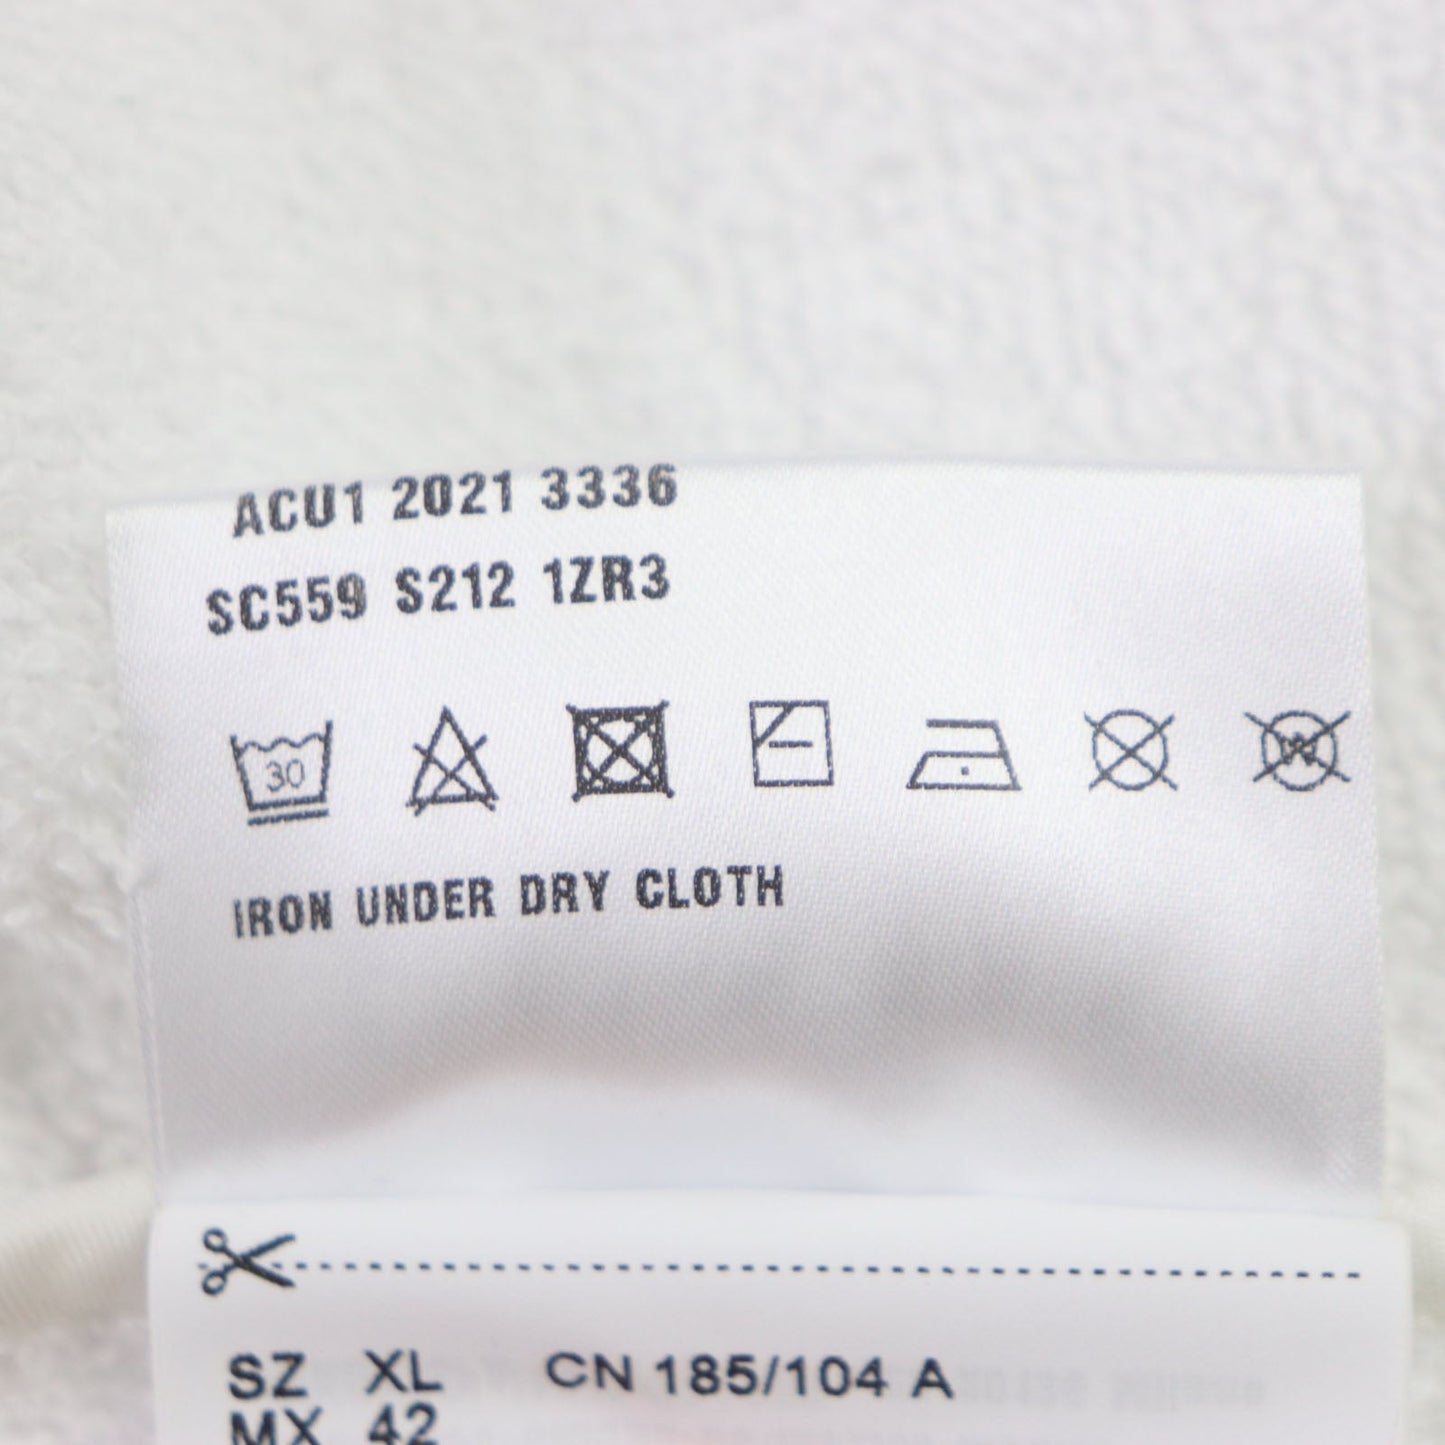 ACU1 2021 3336
SC559 S212 1ZR3
30
W
IRON UNDER DRY CLOTH
SZ XL CN 185/104 A
MX 42